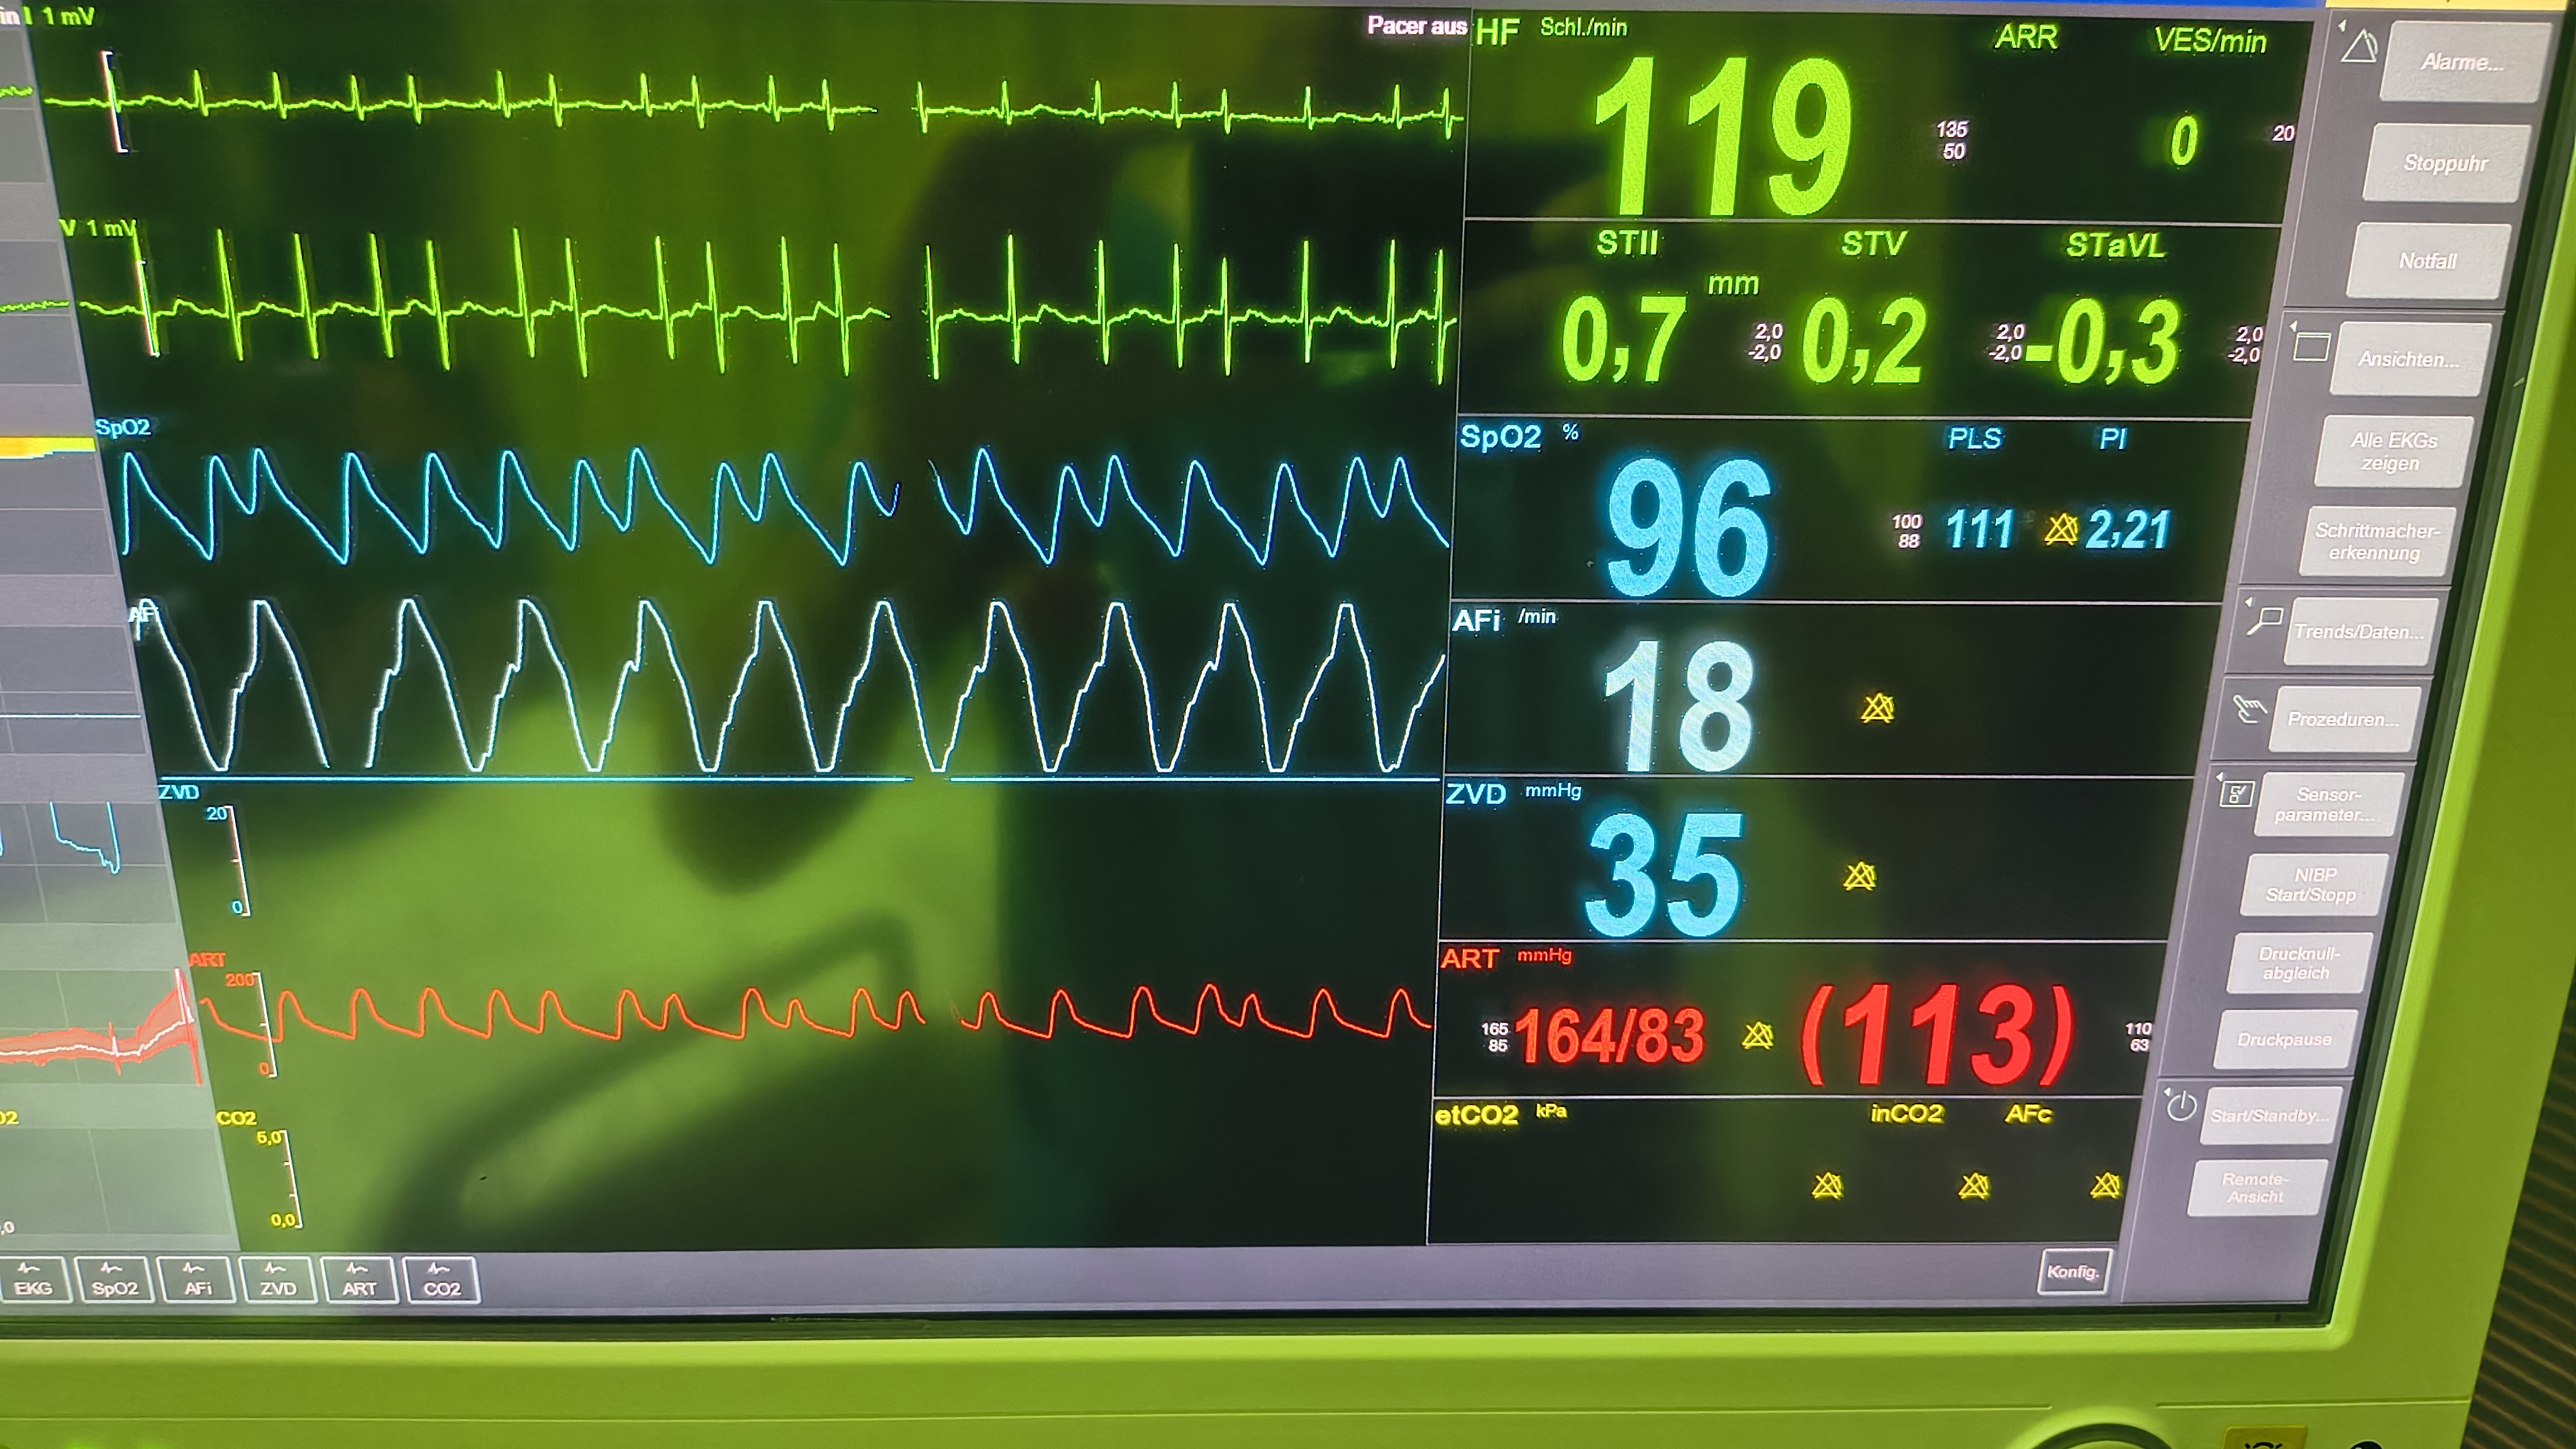 in I 1 mV
Pacer aus
HF Schl./min ARR VES/min
119 135 50 0 20
V 1 mV
STII STV STaVL
mm
0,7 2,0 -2,0 0,2 2,0 -2,0 -0,3 2,0 -2,0
SpO2
SpO2 % PLS PI
96 100 88 111 2,21
AFi
AFi /min
18
ZVD
20
0
ZVD mmHg
35
ART
200
0
ART mmHg
165 85 164/83 (113) 110 63
O2
CO2
6,0
0,0
,0
etCO2 kPa inCO2 AFc
EKG SpO2 AFi ZVD ART CO2
Konfig.
Alarme...
Stoppuhr
Notfall
Ansichten...
Alle EKGs
zeigen
Schrittmacher-
erkennung
Trends/Daten...
Prozeduren...
Sensor-
parameter...
NIBP
Start/Stopp
Drucknull-
abgleich
Druckpause
Start/Standby...
Remote-
Ansicht